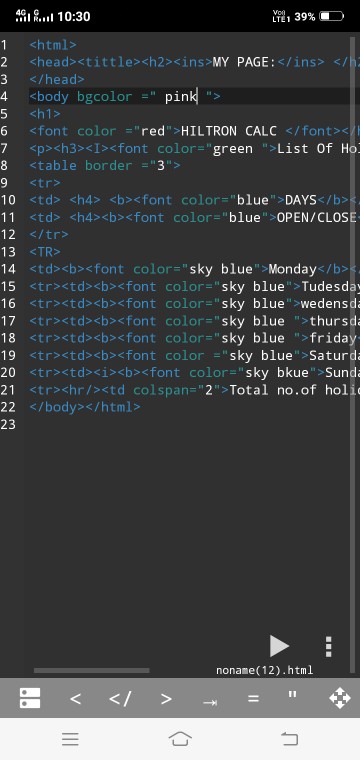 4G 4G R 10:30 Vo) LTE1 39%
1 <html>
2 <head><tittle><h2><ins>MY PAGE:</ins> </h2
3 </head>
4 <body bgcolor =" pink ">
5 <h1>
6 <font color ="red">HILTRON CALC </font></h
7 <p><h3><I><font color="green ">List Of Hol
8 <table border ="3">
9 <tr>
10 <td> <h4> <b><font color="blue">DAYS</b></
11 <td> <h4><b><font color="blue">OPEN/CLOSE<
12 </tr>
13 <TR>
14 <td><b><font color="sky blue">Monday</b></
15 <tr><td><b><font color="sky blue">Tudesday
16 <tr><td><b><font color="sky blue">wedensda
17 <tr><td><b><font color="sky blue ">thursda
18 <tr><td><b><font color="sky blue ">friday<
19 <tr><td><b><font color ="sky blue">Saturda
20 <tr><td><i><b><font color="sky bkue">Sunda
21 <tr><hr/><td colspan="2">Total no.of holid
22 </body></html>
23
noname(12).html
< </ > = "